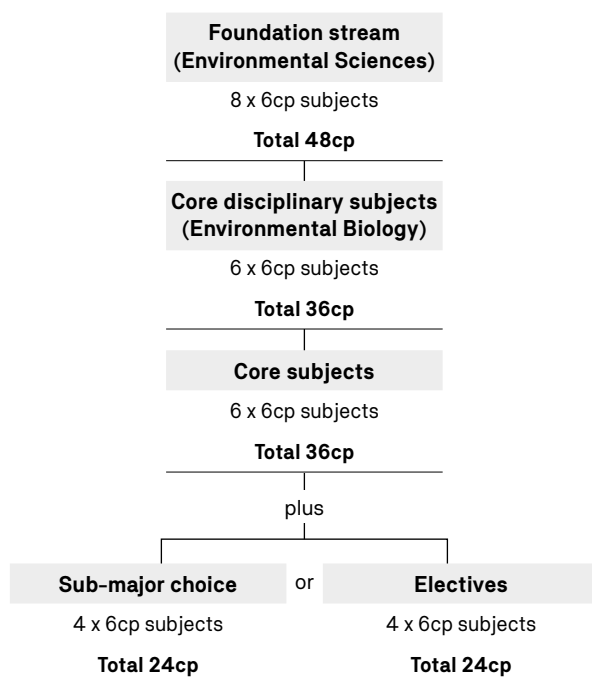 Foundation stream
(Environmental Sciences)
8 x 6cp subjects
Total 48cp
Core disciplinary subjects
(Environmental Biology)
6 x 6cp subjects
Total 36cp
Core subjects
6 x 6cp subjects
Total 36cp
plus
Sub-major choice
or
Electives
4 x 6cp subjects
4 x 6cp subjects
Total 24cp
Total 24cp